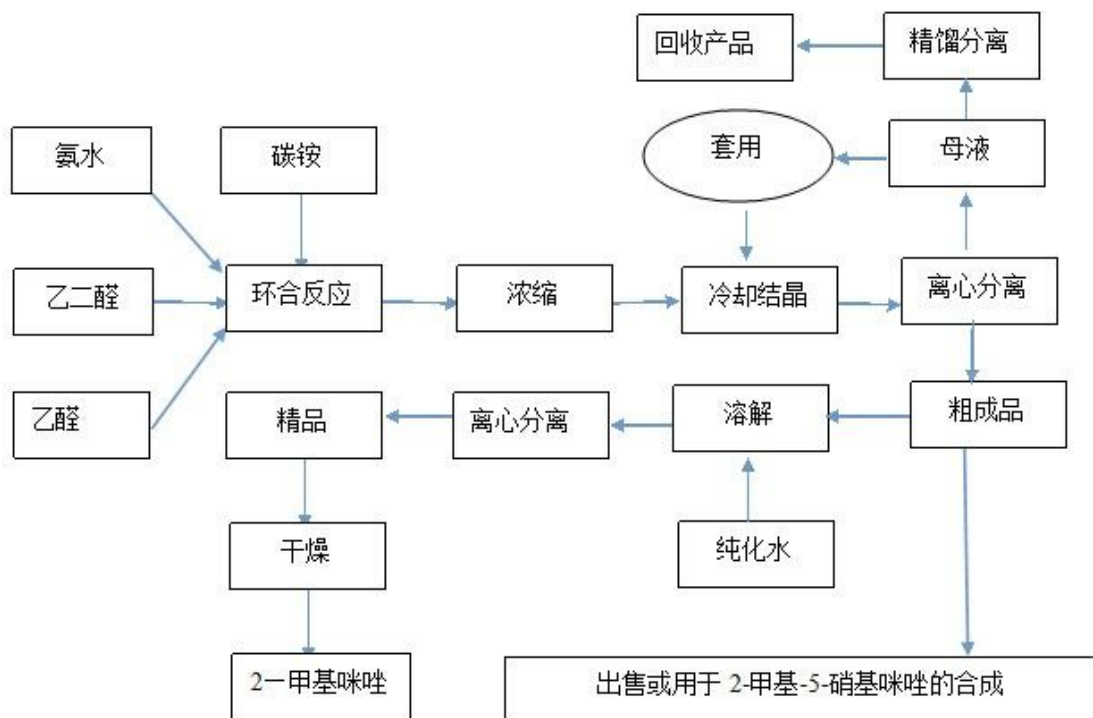 回收产品
精馏分离
氨水
碳铵
套用
母液
乙二醛
环合反应
浓缩
冷却结晶
离心分离
乙醛
精品
离心分离
溶解
粗成品
干燥
纯化水
2一甲基咪唑
出售或用于 2-甲基-5-硝基咪唑的合成